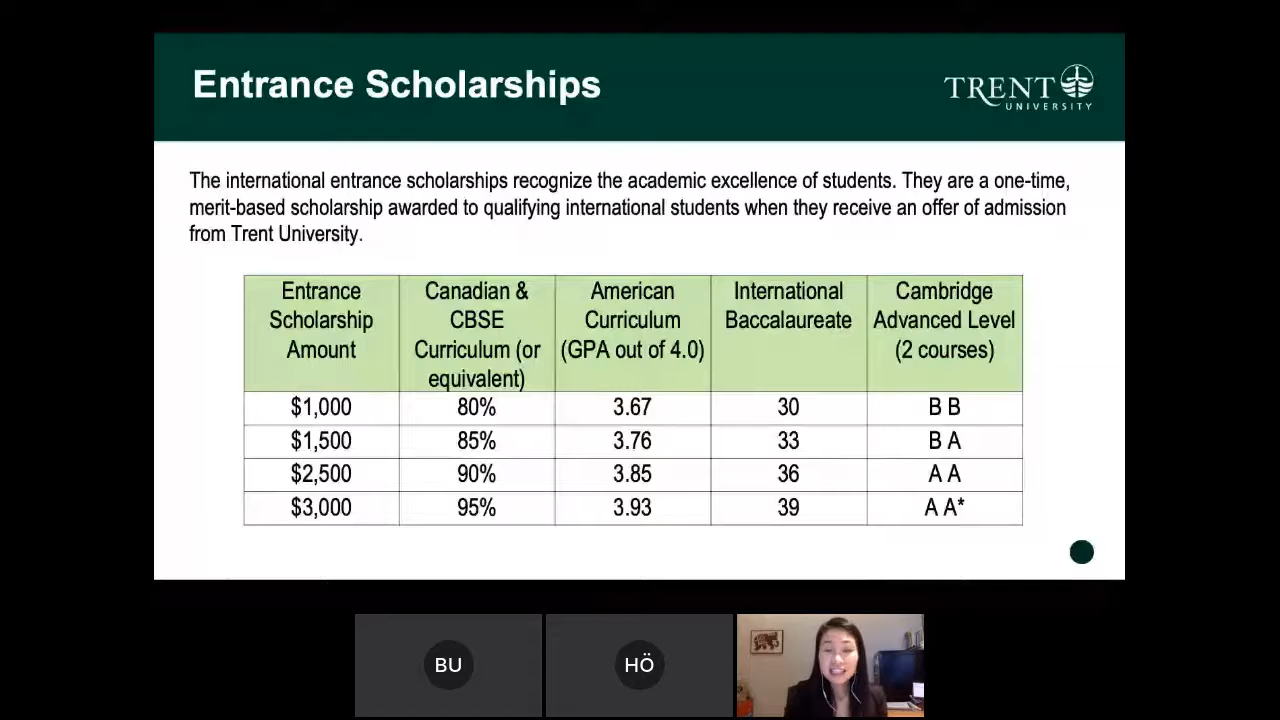 Entrance Scholarships
TRENT
UNIVERSITY
The international entrance scholarships recognize the academic excellence of students. They are a one-time,
merit-based scholarship awarded to qualifying international students when they receive an offer of admission
from Trent University.
Entrance Scholarship Amount Canadian & CBSE Curriculum (or equivalent) American Curriculum (GPA out of 4.0) International Baccalaureate Cambridge Advanced Level (2 courses)
$1,000 80% 3.67 30 B B
$1,500 85% 3.76 33 B A
$2,500 90% 3.85 36 A A
$3,000 95% 3.93 39 A A*
BU HÖ